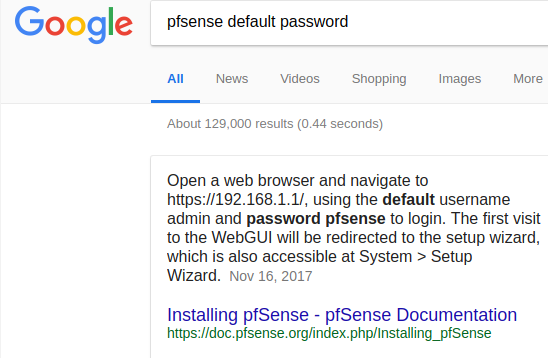 Google
pfsense default password
All News Videos Shopping Images More
About 129,000 results (0.44 seconds)
Open a web browser and navigate to
https://192.168.1.1/, using the default username
admin and password pfsense to login. The first visit
to the WebGUI will be redirected to the setup wizard,
which is also accessible at System > Setup
Wizard. Nov 16, 2017
Installing pfSense - pfSense Documentation
https://doc.pfsense.org/index.php/Installing_pfSense